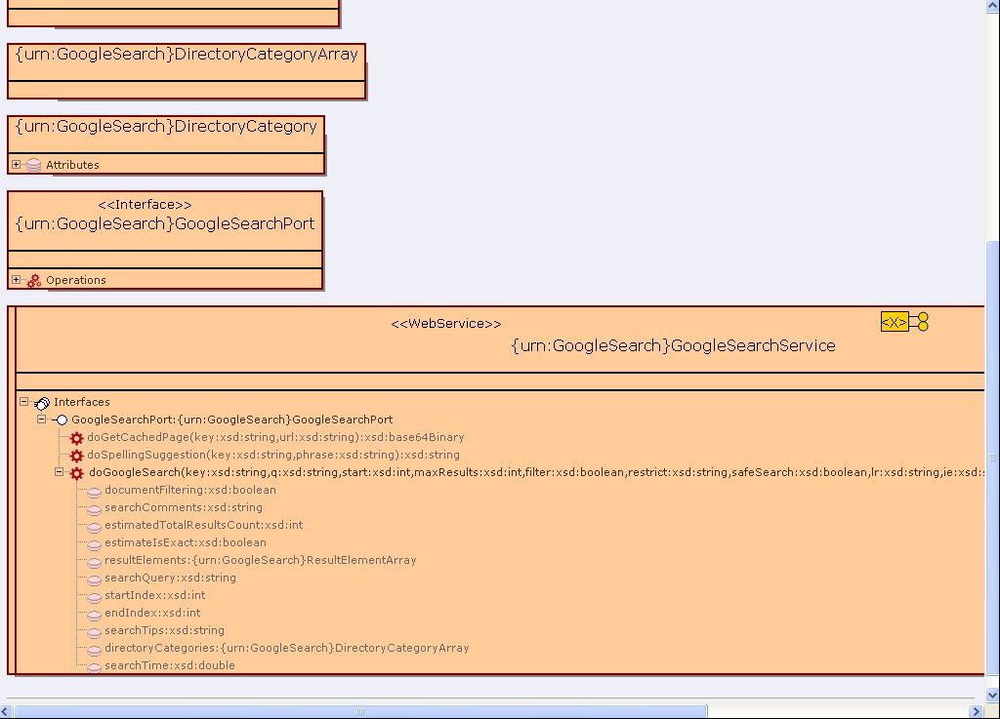 {urn:GoogleSearch}DirectoryCategoryArray
{urn:GoogleSearch}DirectoryCategory
Attributes
<<Interface>>
{urn:GoogleSearch}GoogleSearchPort
Operations
<<WebService>>
<X>
{urn:GoogleSearch}GoogleSearchService
Interfaces
GoogleSearchPort:{urn:GoogleSearch}GoogleSearchPort
doGetCachedPage(key:xsd:string,url:xsd:string):xsd:base64Binary
doSpellingSuggestion(key:xsd:string,phrase:xsd:string):xsd:string
doGoogleSearch(key:xsd:string,q:xsd:string,start:xsd:int,maxResults:xsd:int,filter:xsd:boolean,restrict:xsd:string,safeSearch:xsd:boolean,lr:xsd:string,ie:xsd:s
documentFiltering:xsd:boolean
searchComments:xsd:string
estimatedTotalResultsCount:xsd:int
estimateIsExact:xsd:boolean
resultElements:{urn:GoogleSearch}ResultElementArray
searchQuery:xsd:string
startIndex:xsd:int
endIndex:xsd:int
searchTips:xsd:string
directoryCategories:{urn:GoogleSearch}DirectoryCategoryArray
searchTime:xsd:double